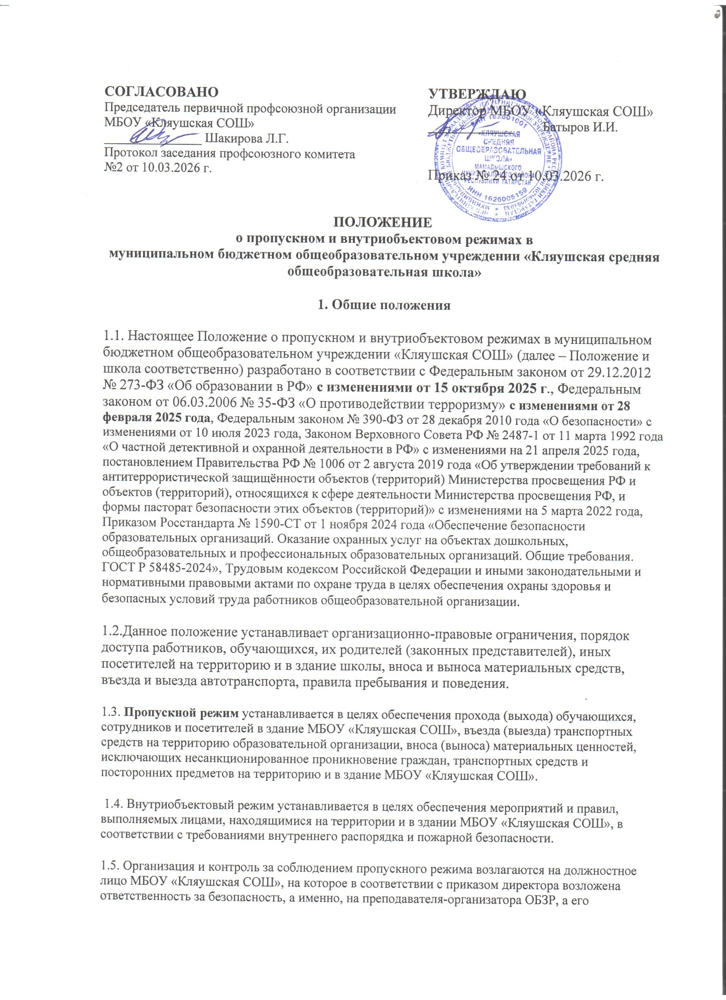 СОГЛАСОВАНО
Председатель первичной профсоюзной организации
МБОУ «Кляушская СОШ»
Шакирова Л.Г.
Протокол заседания профсоюзного комитета
№2 от 10.03.2026 г.
УТВЕРЖДАЮ
Директор МБОУ «Кляушская СОШ»
Батыров И.И.
Приказ № 24 от 10.03.2026 г.
КПП 162601001
«КЛЯУШСКАЯ
СРЕДНЯЯ
ОБЩЕОБРАЗОВАТЕЛЬНАЯ
ШКОЛА»
МАМАДЫШСКОГО
МУНИЦИПАЛЬНОГО РАЙОНА
РЕСПУБЛИКИ ТАТАРСТАН
ИНН 1626005159
ПОЛОЖЕНИЕ
о пропускном и внутриобъектовом режимах в
муниципальном бюджетном общеобразовательном учреждении «Кляушская средняя
общеобразовательная школа»
1. Общие положения
1.1. Настоящее Положение о пропускном и внутриобъектовом режимах в муниципальном
бюджетном общеобразовательном учреждении «Кляушская СОШ» (далее – Положение и
школа соответственно) разработано в соответствии с Федеральным законом от 29.12.2012
№ 273-ФЗ «Об образовании в РФ» с изменениями от 15 октября 2025 г., Федеральным
законом от 06.03.2006 № 35-ФЗ «О противодействии терроризму» с изменениями от 28
февраля 2025 года, Федеральным законом № 390-ФЗ от 28 декабря 2010 года «О безопасности» с
изменениями от 10 июля 2023 года, Законом Верховного Совета РФ № 2487-1 от 11 марта 1992 года
«О частной детективной и охранной деятельности в РФ» с изменениями на 21 апреля 2025 года,
постановлением Правительства РФ № 1006 от 2 августа 2019 года «Об утверждении требований к
антитеррористической защищённости объектов (территорий) Министерства просвещения РФ и
объектов (территорий), относящихся к сфере деятельности Министерства просвещения РФ, и
формы пасторат безопасности этих объектов (территорий)» с изменениями на 5 марта 2022 года,
Приказом Росстандарта № 1590-СТ от 1 ноября 2024 года «Обеспечение безопасности
образовательных организаций. Оказание охранных услуг на объектах дошкольных,
общеобразовательных и профессиональных образовательных организаций. Общие требования.
ГОСТ Р 58485-2024», Трудовым кодексом Российской Федерации и иными законодательными и
нормативными правовыми актами по охране труда в целях обеспечения охраны здоровья и
безопасных условий труда работников общеобразовательной организации.
1.2.Данное положение устанавливает организационно-правовые ограничения, порядок
доступа работников, обучающихся, их родителей (законных представителей), иных
посетителей на территорию и в здание школы, вноса и выноса материальных средств,
въезда и выезда автотранспорта, правила пребывания и поведения.
1.3. Пропускной режим устанавливается в целях обеспечения прохода (выхода) обучающихся,
сотрудников и посетителей в здание МБОУ «Кляушская СОШ», въезда (выезда) транспортных
средств на территорию образовательной организации, вноса (выноса) материальных ценностей,
исключающих несанкционированное проникновение граждан, транспортных средств и
посторонних предметов на территорию и в здание МБОУ «Кляушская СОШ».
1.4. Внутриобъектовый режим устанавливается в целях обеспечения мероприятий и правил,
выполняемых лицами, находящимися на территории и в здании МБОУ «Кляушская СОШ», в
соответствии с требованиями внутреннего распорядка и пожарной безопасности.
1.5. Организация и контроль за соблюдением пропускного режима возлагаются на должностное
лицо МБОУ «Кляушская СОШ», на которое в соответствии с приказом директора возложена
ответственность за безопасность, а именно, на преподавателя-организатора ОБЗР, а его